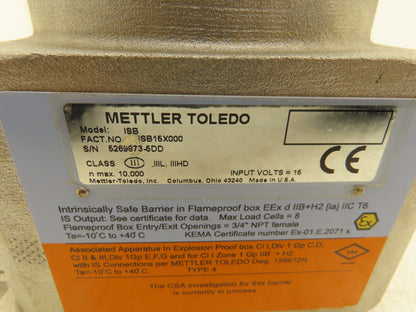 METTLER TOLEDO
Model: ISB
FACT.NO. ISB15X000
S/N 5269873-5DD
CLASS III ,IIIL, IIIHD
n max. 10.000 INPUT VOLTS = 15
Mettler-Toledo, Inc. Columbus, Ohio 43240 Made in U.S.A.
CE
Intrinsically Safe Barrier in Flameproof box EEx d IIB+H2 [ia] IIC T6
IS Output: See certificate for data. Max Load Cells = 8
Flameproof Box Entry/Exit Openings = 3/4" NPT female
Ta=-10˚C to +40˚C KEMA Certificate number Ex-01.E.2071 x
Associated Apparatus In Explosion Proof box Cl I,Div 1 Gp C,D;
Cl II & III,Div 1Gp E,F,G and for Cl I Zone 1 Gp IIB + H2
with IS Connections per METTLER TOLEDO Dwg. 159672R.
Ta=-10˚C to +40˚C TYPE 4
The CSA investigation for this barrier
is currently in process